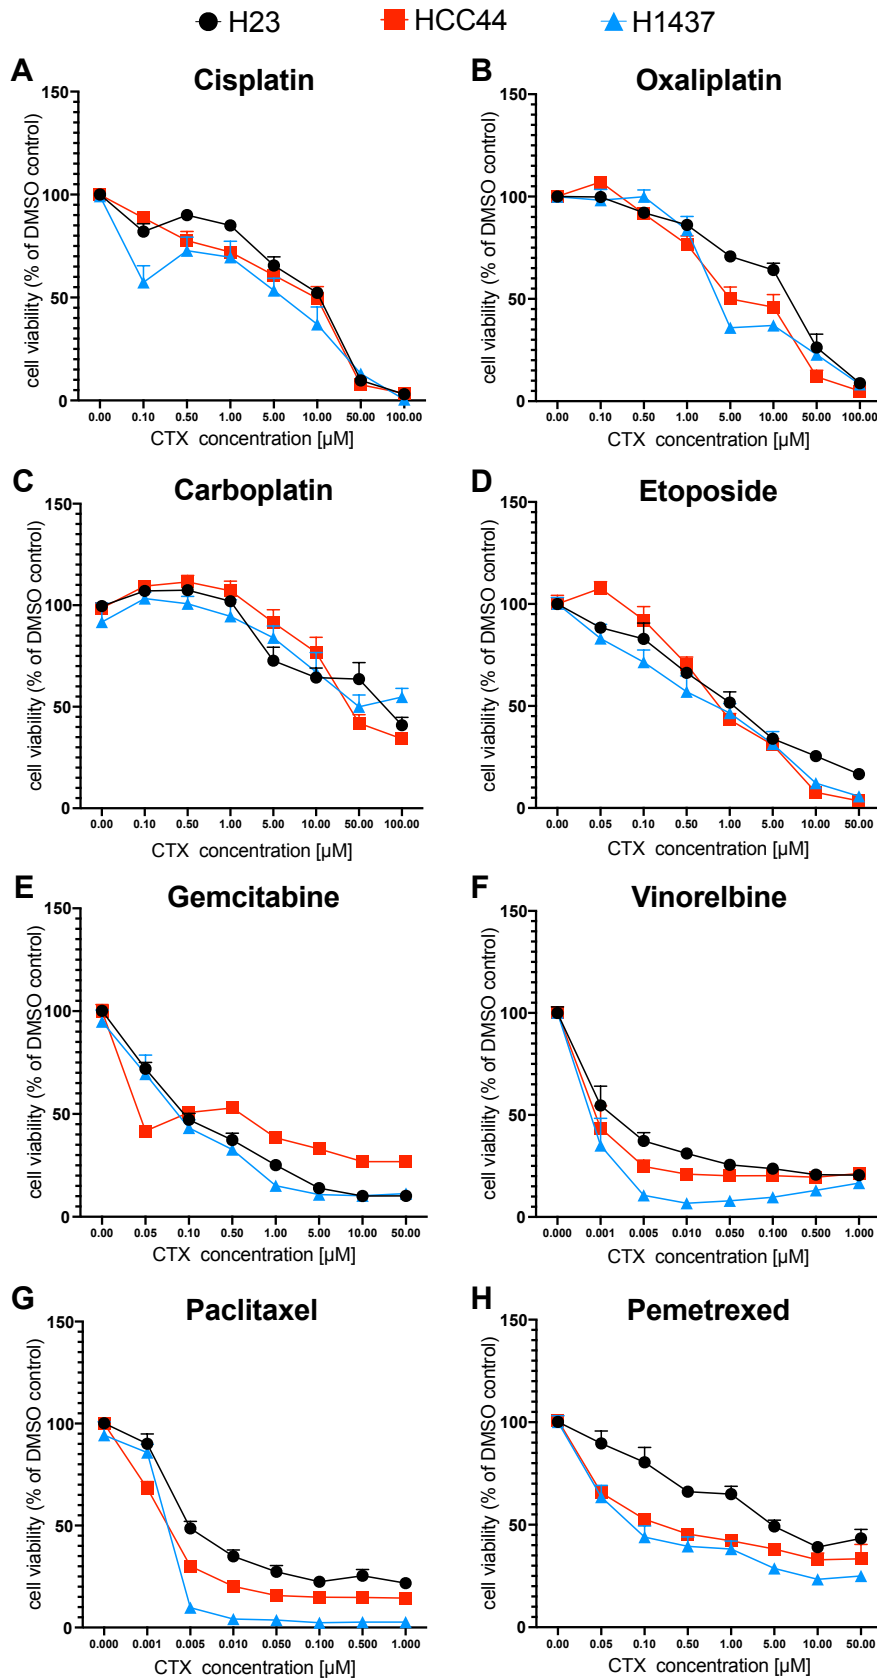 H23 HCC44 H1437
A Cisplatin
cell viability (% of DMSO control)
150
100
50
0
0.00 0.10 0.50 1.00 5.00 10.00 50.00 100.00
CTX concentration [µM]
B Oxaliplatin
cell viability (% of DMSO control)
150
100
50
0
0.00 0.10 0.50 1.00 5.00 10.00 50.00 100.00
CTX concentration [µM]
C Carboplatin
cell viability (% of DMSO control)
150
100
50
0
0.00 0.10 0.50 1.00 5.00 10.00 50.00 100.00
CTX concentration [µM]
D Etoposide
cell viability (% of DMSO control)
150
100
50
0
0.00 0.05 0.10 0.50 1.00 5.00 10.00 50.00
CTX concentration [µM]
E Gemcitabine
cell viability (% of DMSO control)
150
100
50
0
0.00 0.05 0.10 0.50 1.00 5.00 10.00 50.00
CTX concentration [µM]
F Vinorelbine
cell viability (% of DMSO control)
150
100
50
0
0.000 0.001 0.005 0.010 0.050 0.100 0.500 1.000
CTX concentration [µM]
G Paclitaxel
cell viability (% of DMSO control)
150
100
50
0
0.000 0.001 0.005 0.010 0.050 0.100 0.500 1.000
CTX concentration [µM]
H Pemetrexed
cell viability (% of DMSO control)
150
100
50
0
0.00 0.05 0.10 0.50 1.00 5.00 10.00 50.00
CTX concentration [µM]